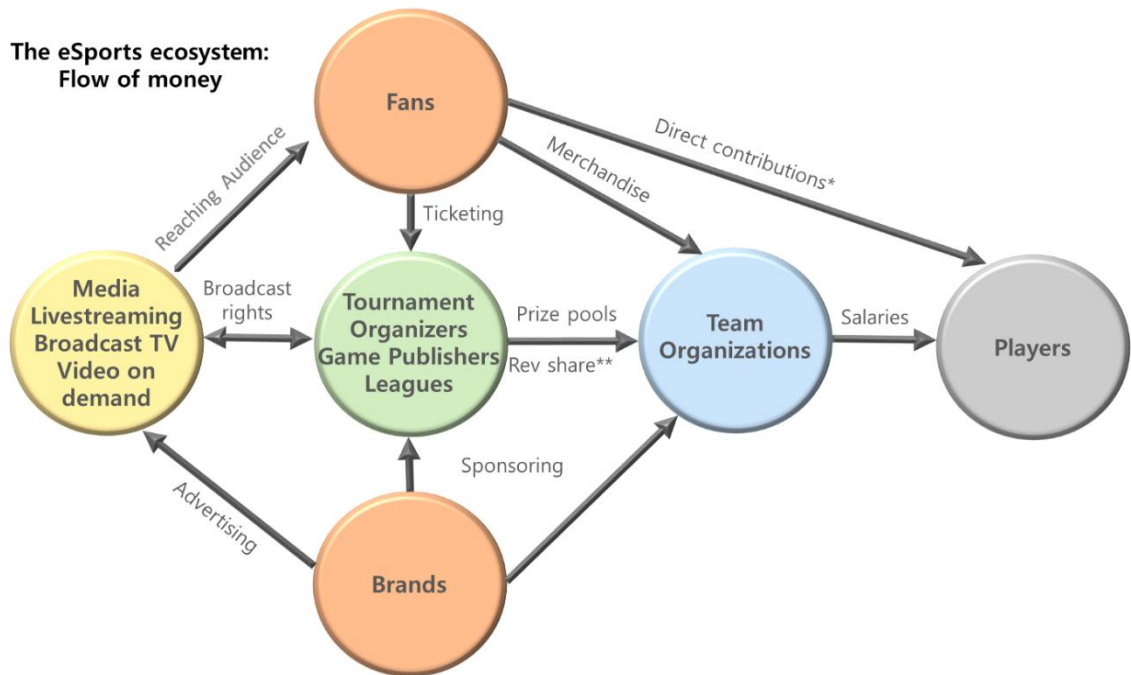 The eSports ecosystem:
Flow of money
Fans
Reaching Audience
Ticketing
Merchandise
Direct contributions*
Media
Livestreaming
Broadcast TV
Video on
demand
Broadcast
rights
Tournament
Organizers
Game Publishers
Leagues
Prize pools
Rev share**
Team
Organizations
Salaries
Players
Advertising
Sponsoring
Brands